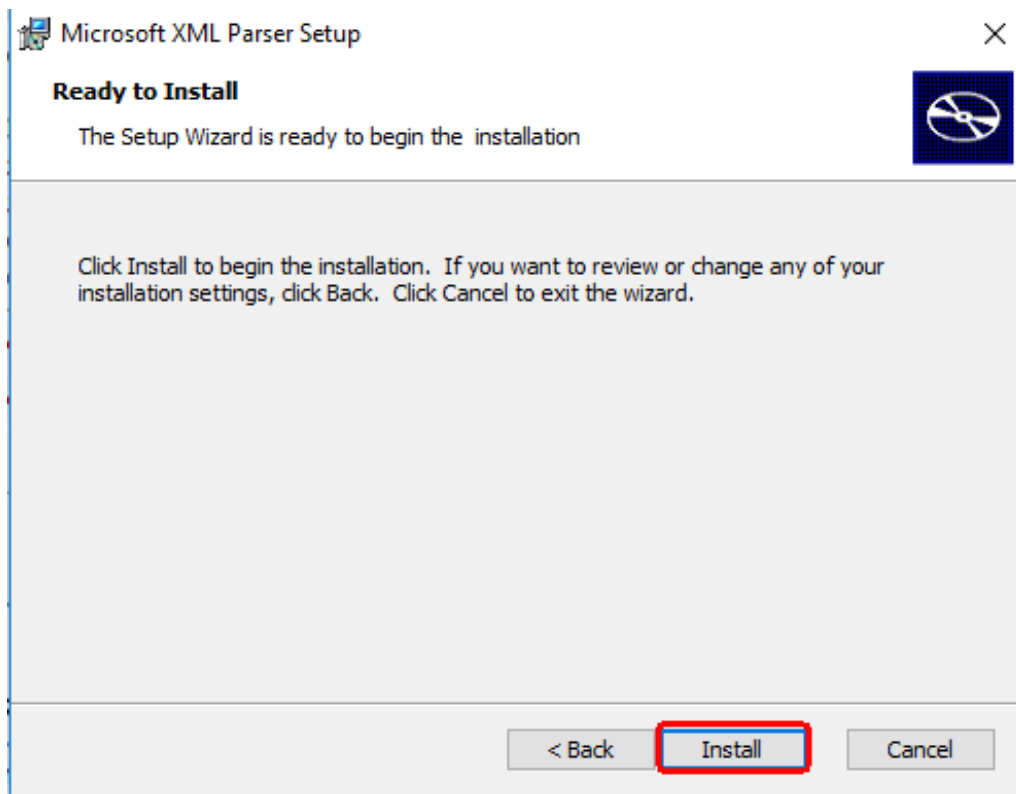 Microsoft XML Parser Setup
Ready to Install
The Setup Wizard is ready to begin the  installation
Click Install to begin the installation.  If you want to review or change any of your
installation settings, click Back.  Click Cancel to exit the wizard.
< Back
Install
Cancel